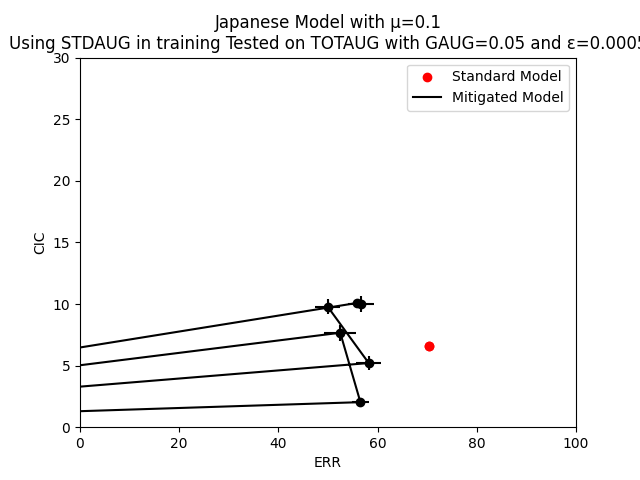 Japanese Model with μ=0.1
Using STDAUG in training Tested on TOTAUG with GAUG=0.05 and ε=0.0005
Standard Model
Mitigated Model
30
25
20
15
10
5
0
CIC
0 20 40 60 80 100
ERR